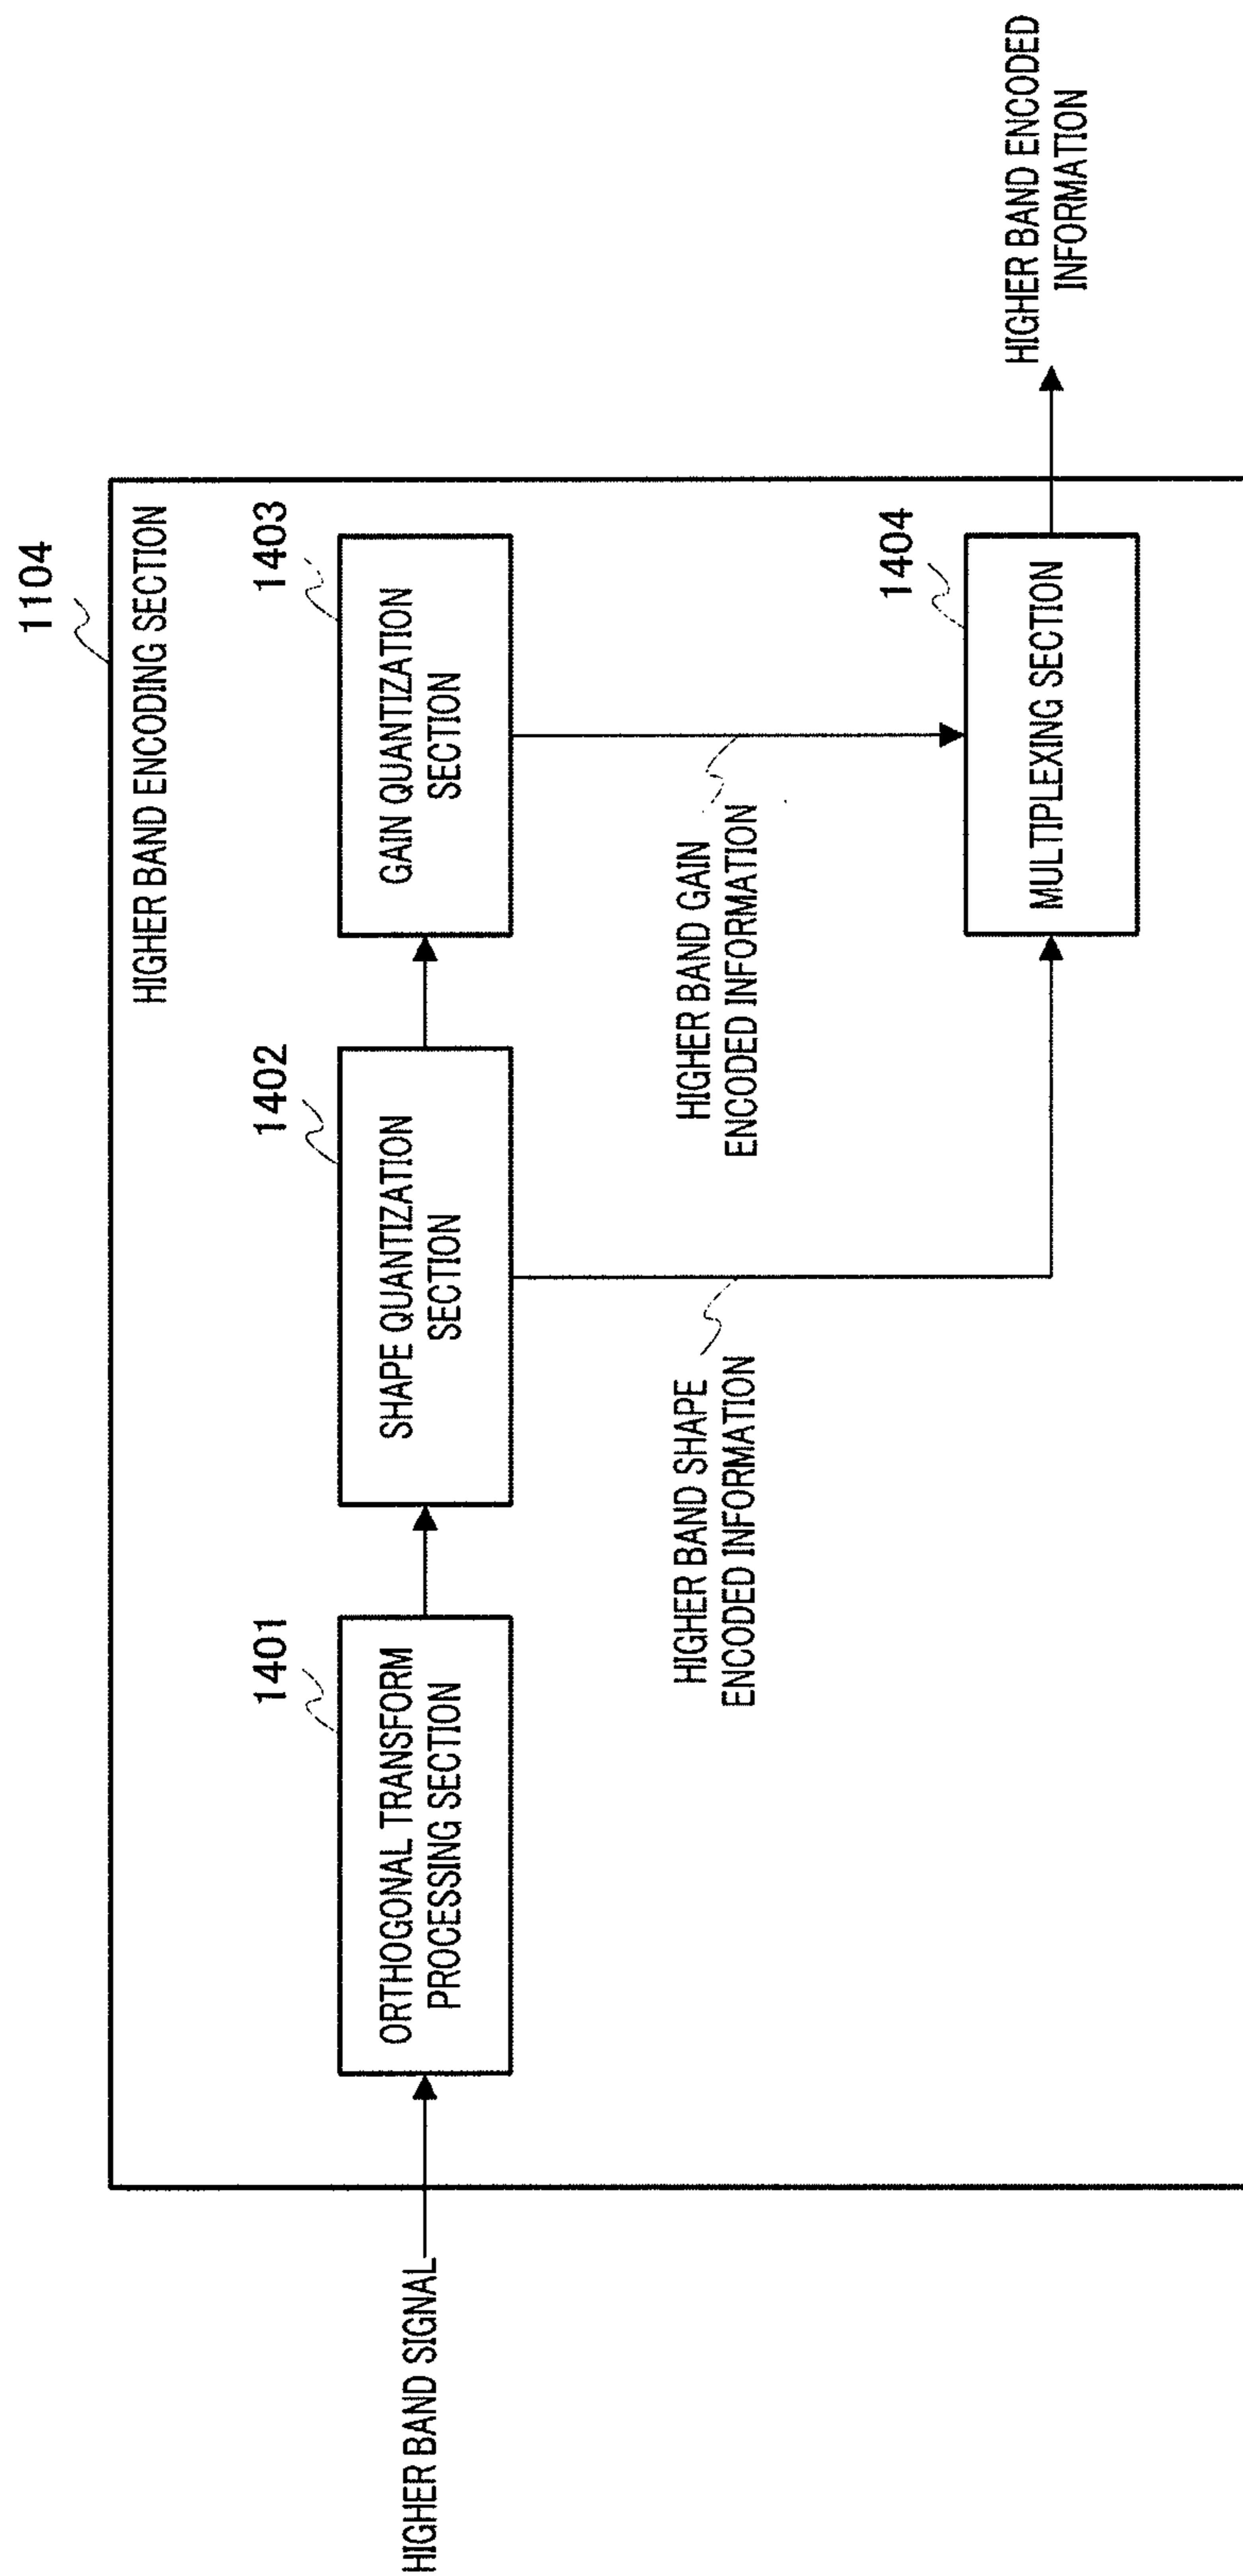 1104
HIGHER BAND ENCODING SECTION
1401
ORTHOGONAL TRANSFORM
PROCESSING SECTION
1402
SHAPE QUANTIZATION
SECTION
1403
GAIN QUANTIZATION
SECTION
HIGHER BAND SIGNAL
HIGHER BAND SHAPE
ENCODED INFORMATION
HIGHER BAND GAIN
ENCODED INFORMATION
1404
MULTIPLEXING SECTION
HIGHER BAND ENCODED
INFORMATION